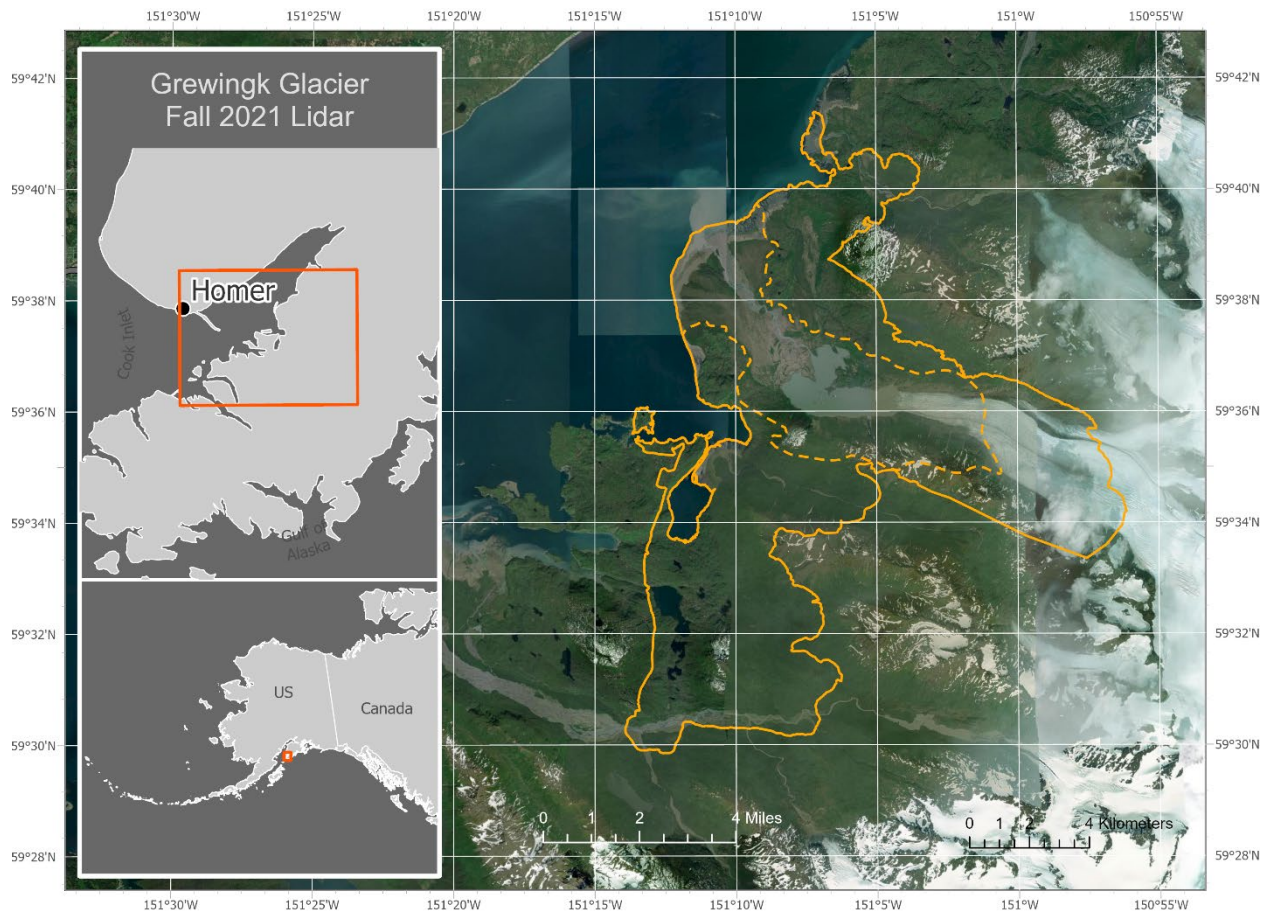 151°30'W 151°25'W 151°20'W 151°15'W 151°10'W 151°5'W 151°W 150°55'W
Grewingk Glacier
Fall 2021 Lidar
Homer
Cook Inlet
Gulf of
Alaska
US
Canada
59°42'N 59°42'N
59°40'N 59°40'N
59°38'N 59°38'N
59°36'N 59°36'N
59°34'N 59°34'N
59°32'N 59°32'N
59°30'N 59°30'N
59°28'N 59°28'N
0 1 2 4 Miles
0 1 2 4 Kilometers
151°30'W 151°25'W 151°20'W 151°15'W 151°10'W 151°5'W 151°0'W 150°55'W